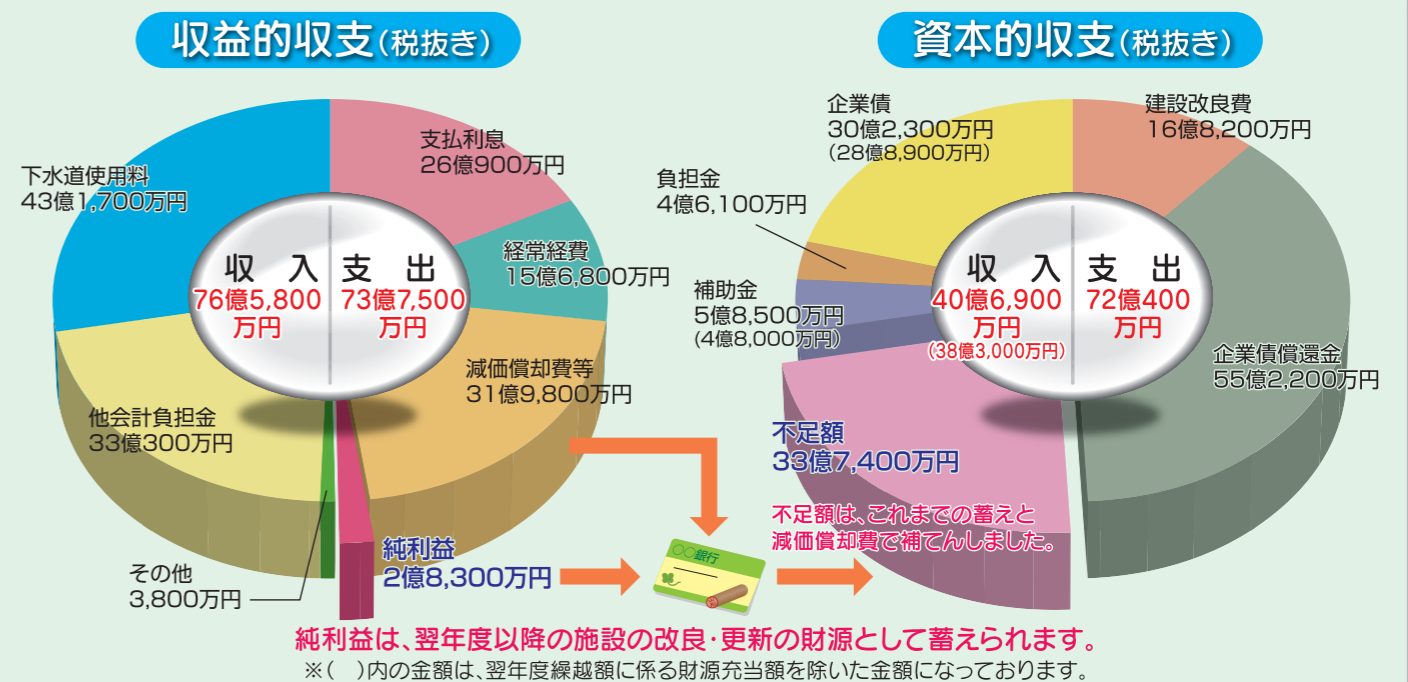 収益的収支(税抜き)
支払利息
26億900万円
下水道使用料
43億1,700万円
経常経費
15億6,800万円
収 入
76億5,800
万円
支 出
73億7,500
万円
減価償却費等
31億9,800万円
他会計負担金
33億300万円
その他
3,800万円
純利益
2億8,300万円
○○銀行
資本的収支(税抜き)
企業債
30億2,300万円
(28億8,900万円)
建設改良費
16億8,200万円
負担金
4億6,100万円
補助金
5億8,500万円
(4億8,000万円)
収 入
40億6,900
万円
(38億3,000万円)
支 出
72億400
万円
企業債償還金
55億2,200万円
不足額
33億7,400万円
不足額は、これまでの蓄えと
減価償却費で補てんしました。
純利益は、翌年度以降の施設の改良・更新の財源として蓄えられます。
※( )内の金額は、翌年度繰越額に係る財源充当額を除いた金額になっております。